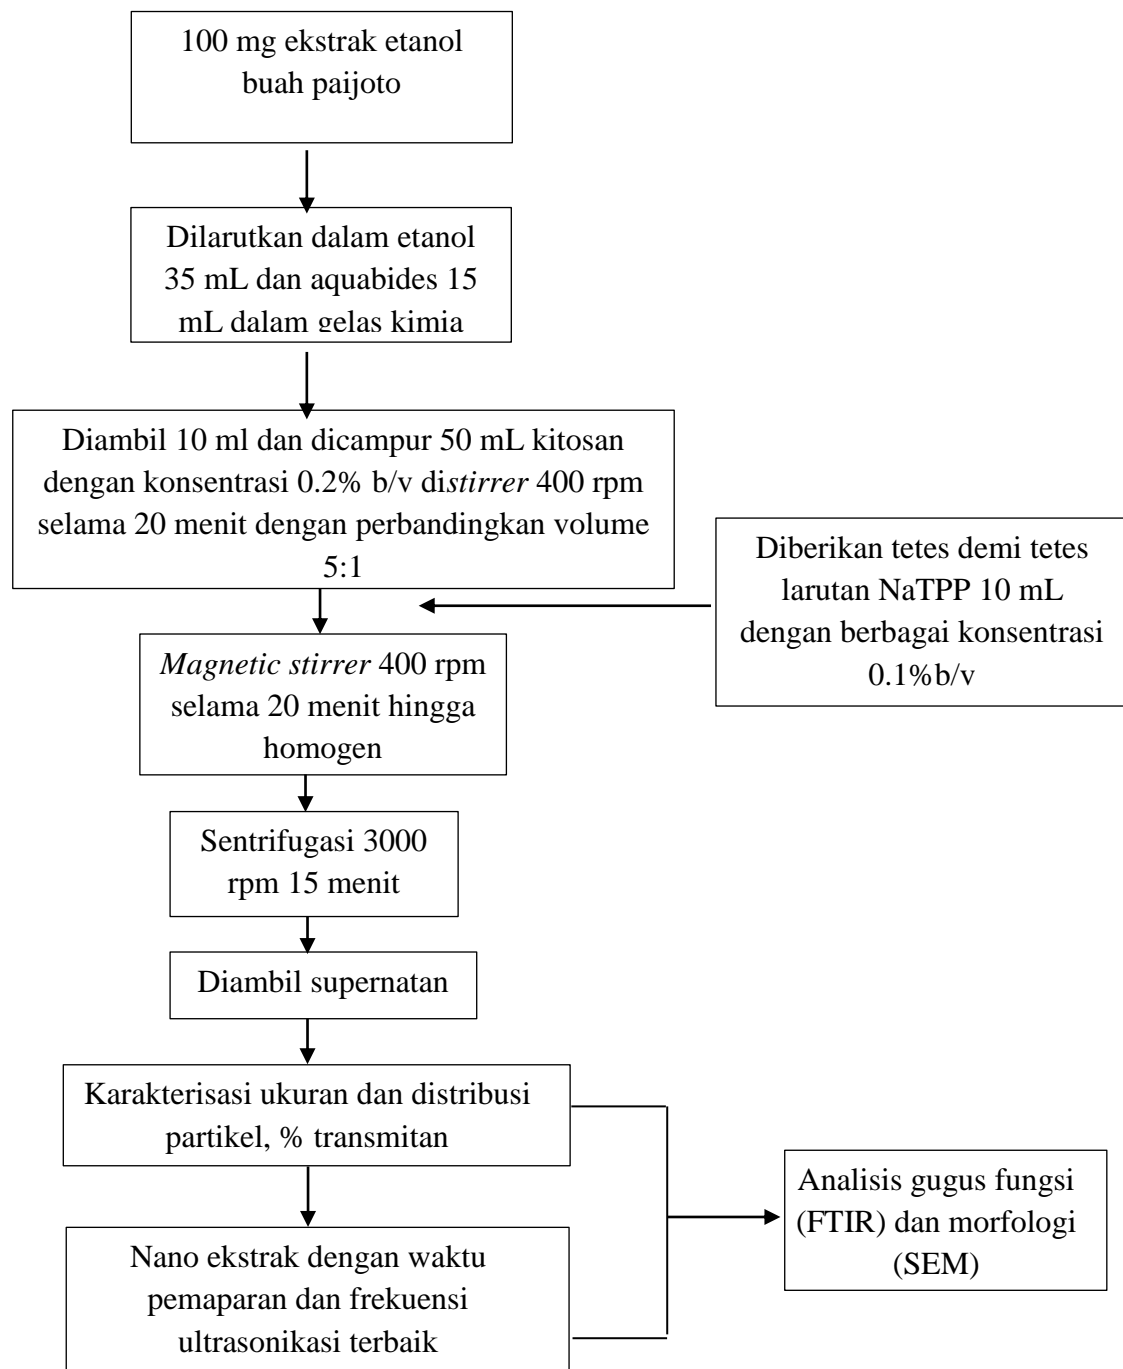 100 mg ekstrak etanol
buah paijoto
Dilarutkan dalam etanol
35 mL dan aquabides 15
mL dalam gelas kimia
Diambil 10 ml dan dicampur 50 mL kitosan
dengan konsentrasi 0.2% b/v distirrer 400 rpm
selama 20 menit dengan perbandingkan volume
5:1
Diberikan tetes demi tetes
larutan NaTPP 10 mL
dengan berbagai konsentrasi
0.1%b/v
Magnetic stirrer 400 rpm
selama 20 menit hingga
homogen
Sentrifugasi 3000
rpm 15 menit
Diambil supernatan
Karakterisasi ukuran dan distribusi
partikel, % transmitan
Analisis gugus fungsi
(FTIR) dan morfologi
(SEM)
Nano ekstrak dengan waktu
pemaparan dan frekuensi
ultrasonikasi terbaik